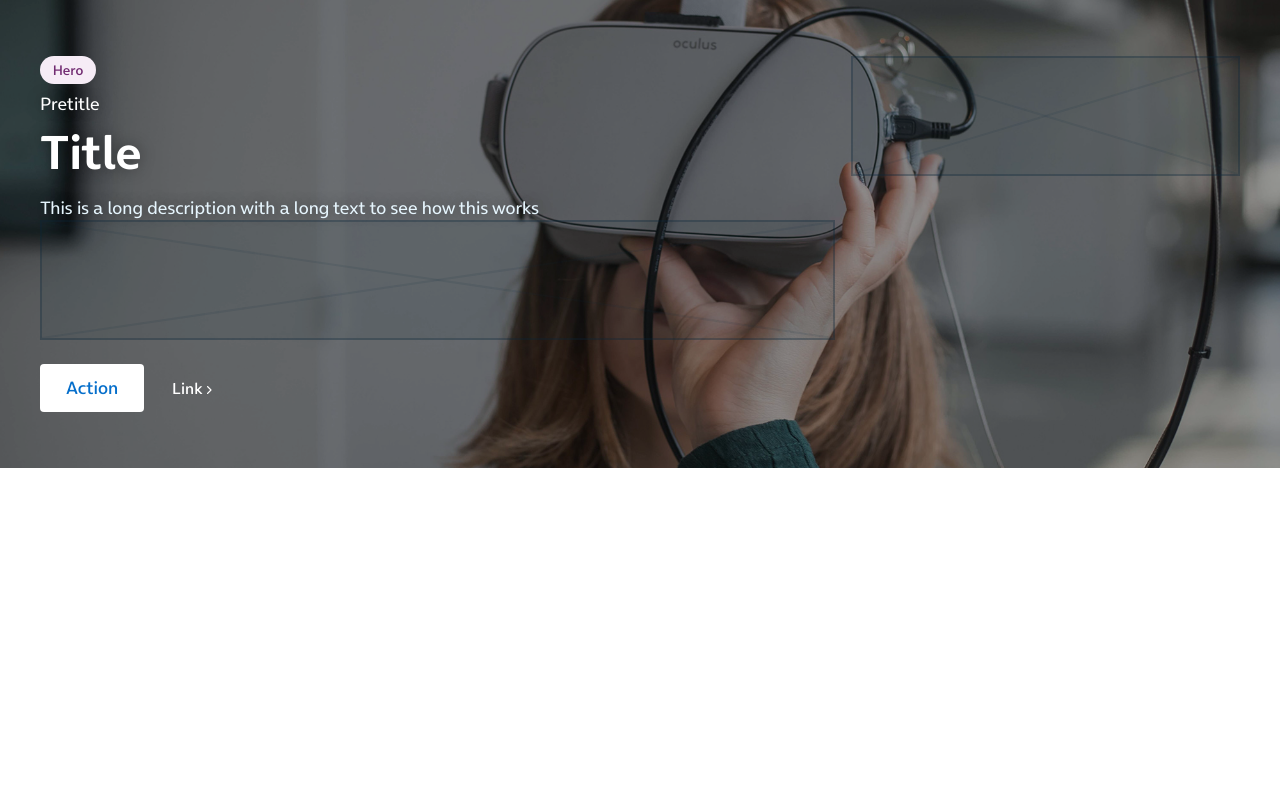 oculus
Hero
Pretitle
Title
This is a long description with a long text to see how this works
Action
Link